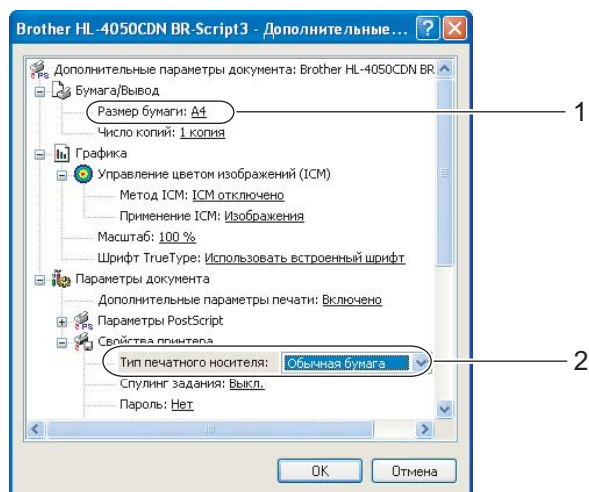 Brother HL-4050CDN BR-Script3 - Дополнительные...
Дополнительные параметры документа: Brother HL-4050CDN BR
Бумага/Вывод
Размер бумаги: A4
1
Число копий: 1 копия
Графика
Управление цветом изображений (ICM)
Метод ICM: ICM отключено
Применение ICM: Изображения
Масштаб: 100 %
Шрифт TrueType: Использовать встроенный шрифт
Параметры документа
Дополнительные параметры печати: Включено
Параметры PostScript
Свойства принтера
Тип печатного носителя: Обычная бумага
2
Спулинг задания: Выкл.
Пароль: Нет
OK Отмена